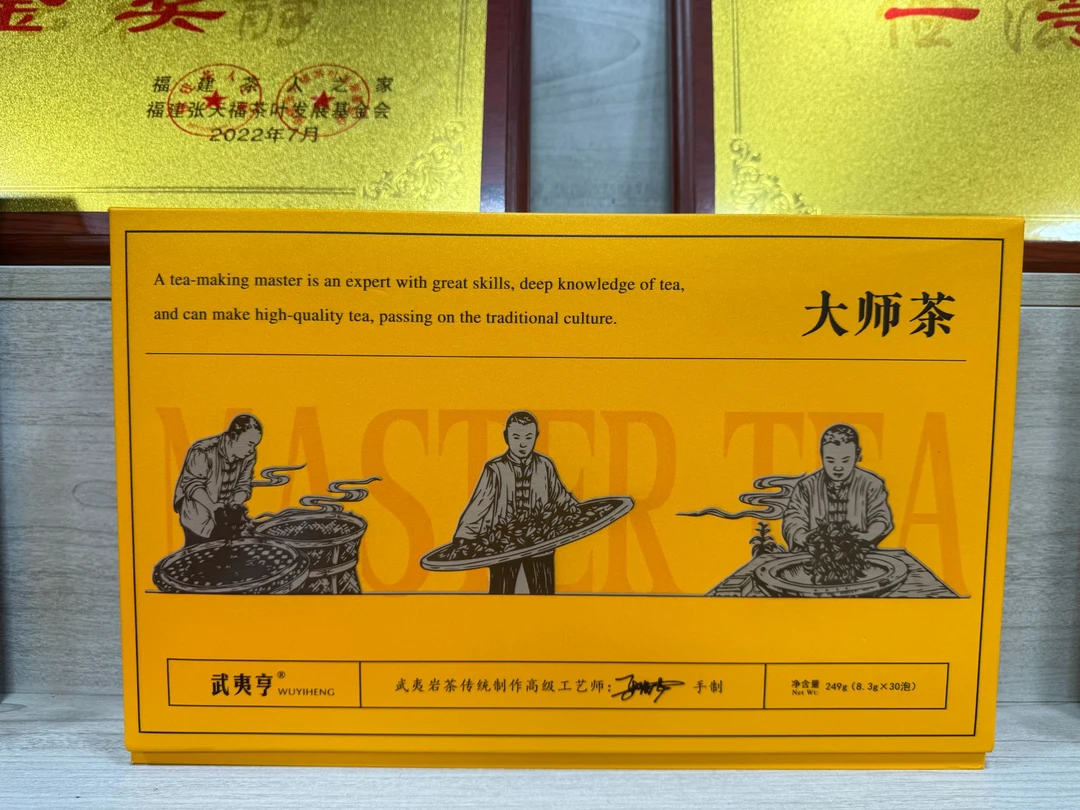 金奖
福建茶人之家
福建张天福茶叶发展基金会
2022年7月
一等
A tea-making master is an expert with great skills, deep knowledge of tea,
and can make high-quality tea, passing on the traditional culture.
大师茶
MASTER TEA
武夷亨® WUYIHENG
武夷岩茶传统制作高级工艺师: 手制
净含量 249g (8.3g×30泡)
Net Wt: